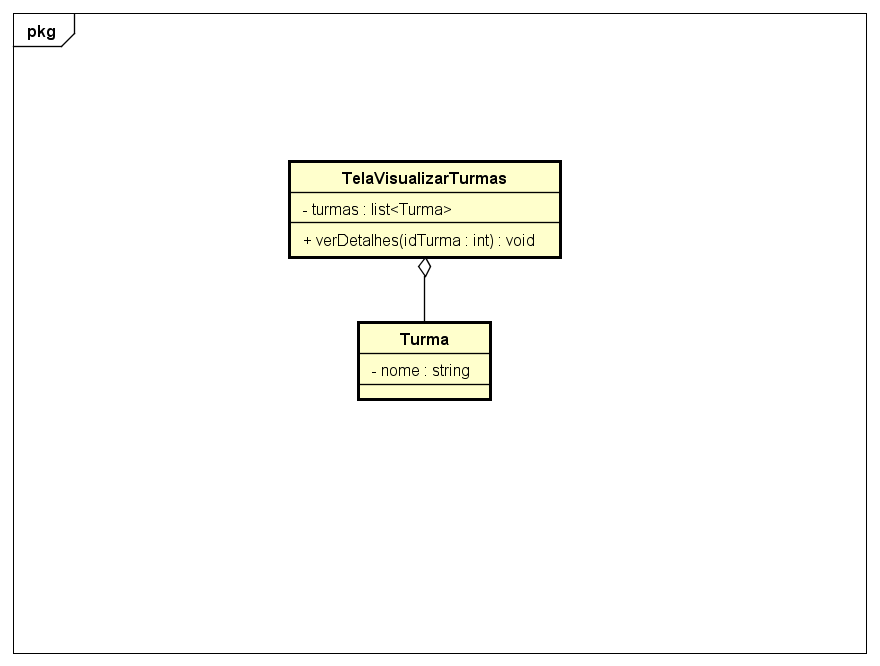 pkg
TelaVisualizarTurmas
- turmas : list<Turma>
+ verDetalhes(idTurma : int) : void
Turma
- nome : string